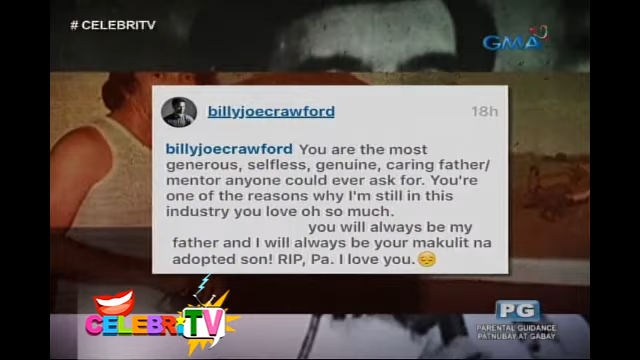 # CELEBRITV
GMA
billyjoecrawford
18h
billyjoecrawford You are the most
generous, selfless, genuine, caring father/
mentor anyone could ever ask for. You're
one of the reasons why I'm still in this
industry you love oh so much.
you will always be my
father and I will always be your makulit na
adopted son! RIP, Pa. I love you.😔
CELEBRiTV
PG
PARENTAL GUIDANCE
PATNUBAY AT GABAY